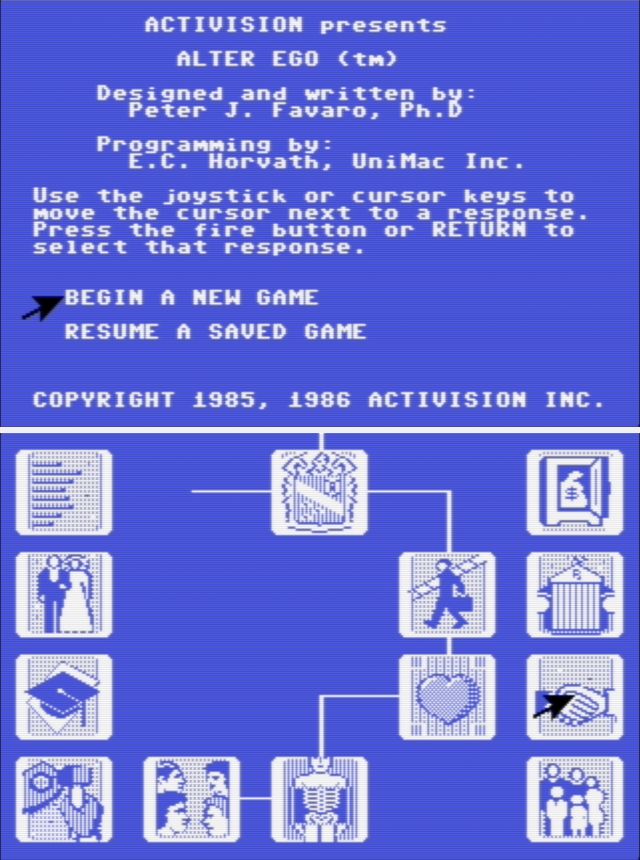 ACTIVISION presents
ALTER EGO (tm)
Designed and written by:
Peter J. Favaro, Ph.D
Programming by:
E.C. Horvath, UniMac Inc.
Use the joystick or cursor keys to
move the cursor next to a response.
Press the fire button or RETURN to
select that response.
BEGIN A NEW GAME
RESUME A SAVED GAME
COPYRIGHT 1985, 1986 ACTIVISION INC.
$